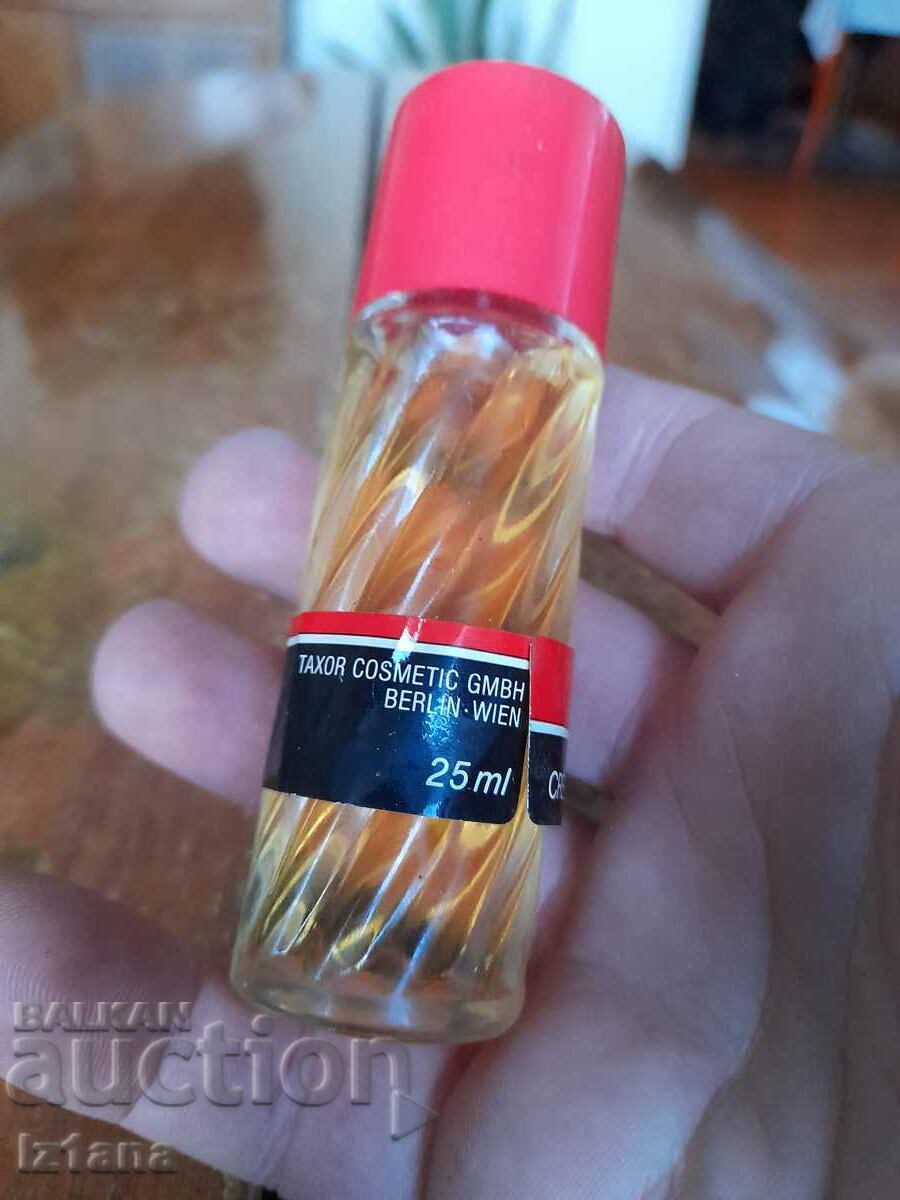 TAXOR COSMETIC GMBH
BERLIN·WIEN
25 ml
BALKAN
auction
Iz1ana